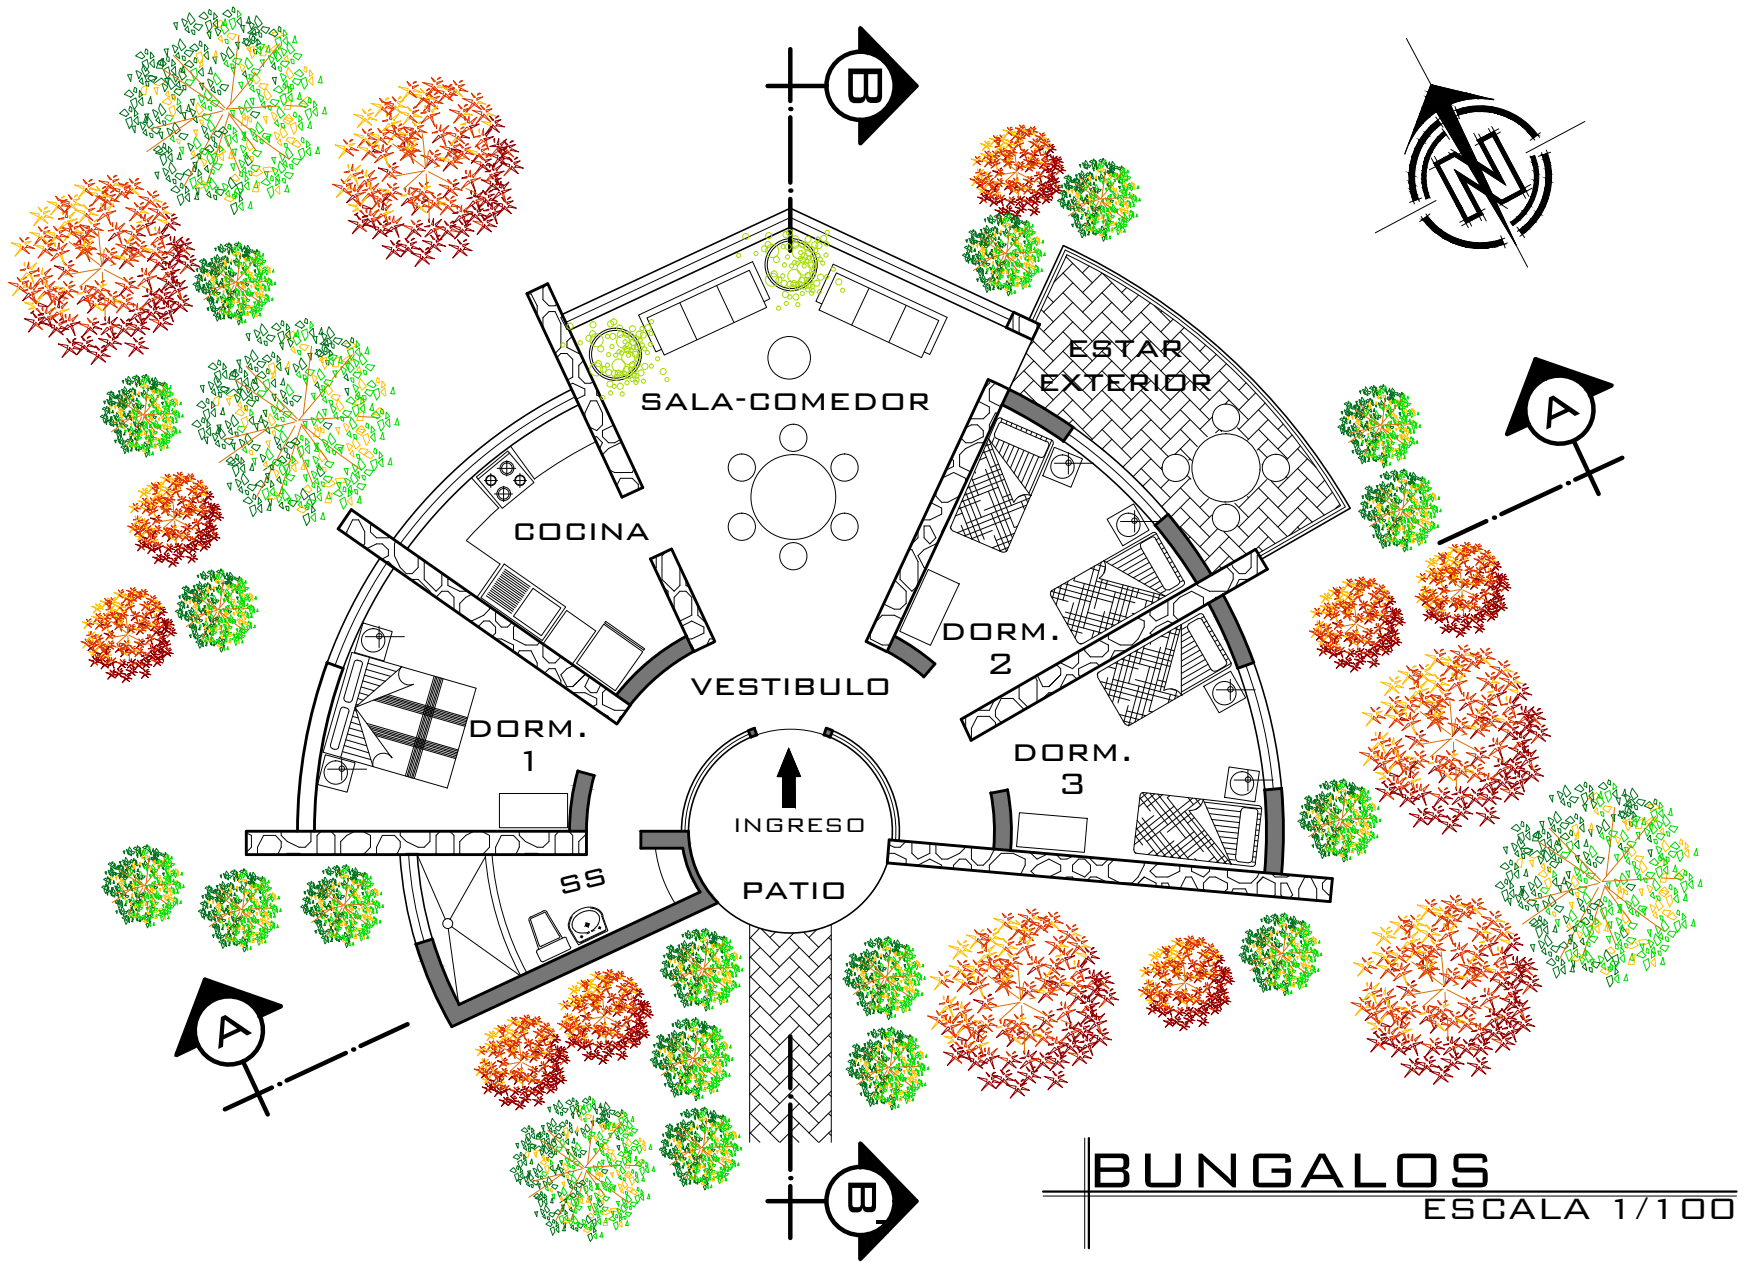 B
N
ESTAR
EXTERIOR
A
SALA-COMEDOR
COCINA
DORM.
2
VESTIBULO
DORM.
1
DORM.
3
INGRESO
SS
PATIO
A
B'
BUNGALOS
ESCALA 1/100